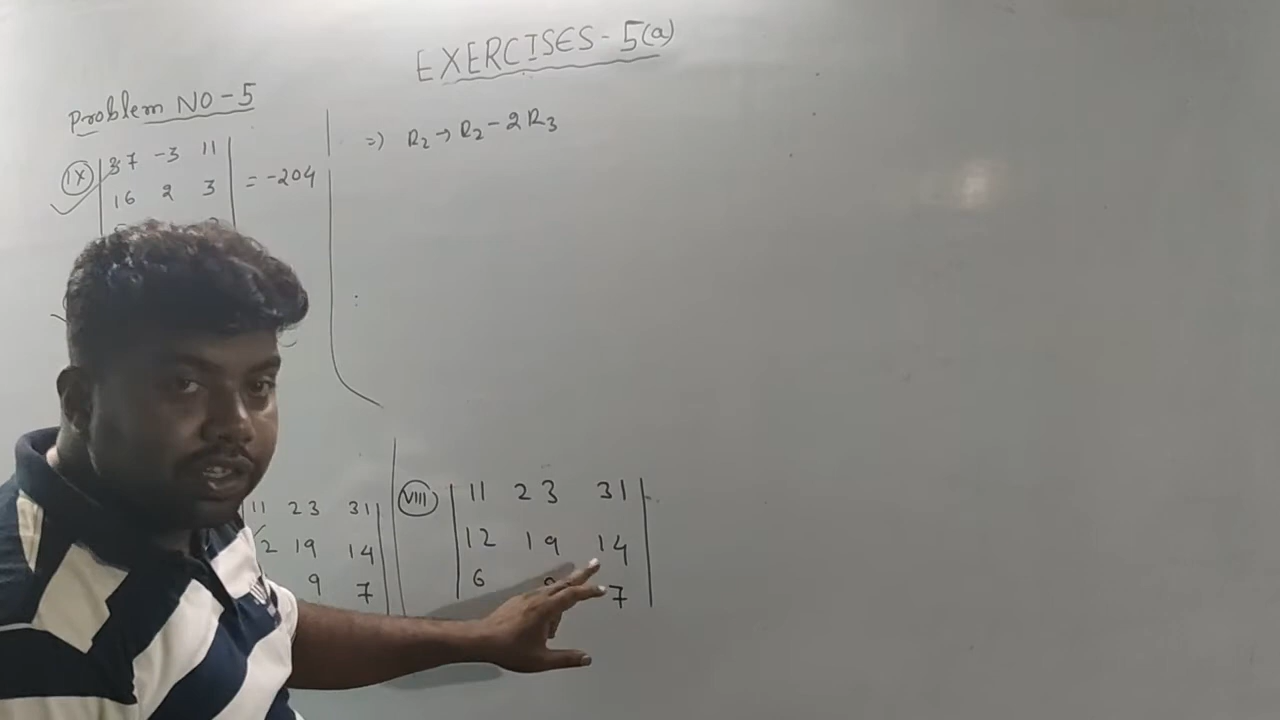 EXERCISES - 5(a)
Problem NO - 5
IX 37 -3 11
16 2 3 = -204
=) R₂ → R₂ - 2R₃
11 23 31
2 19 14
9 7
VIII 11 23 31
12 19 14
6 7